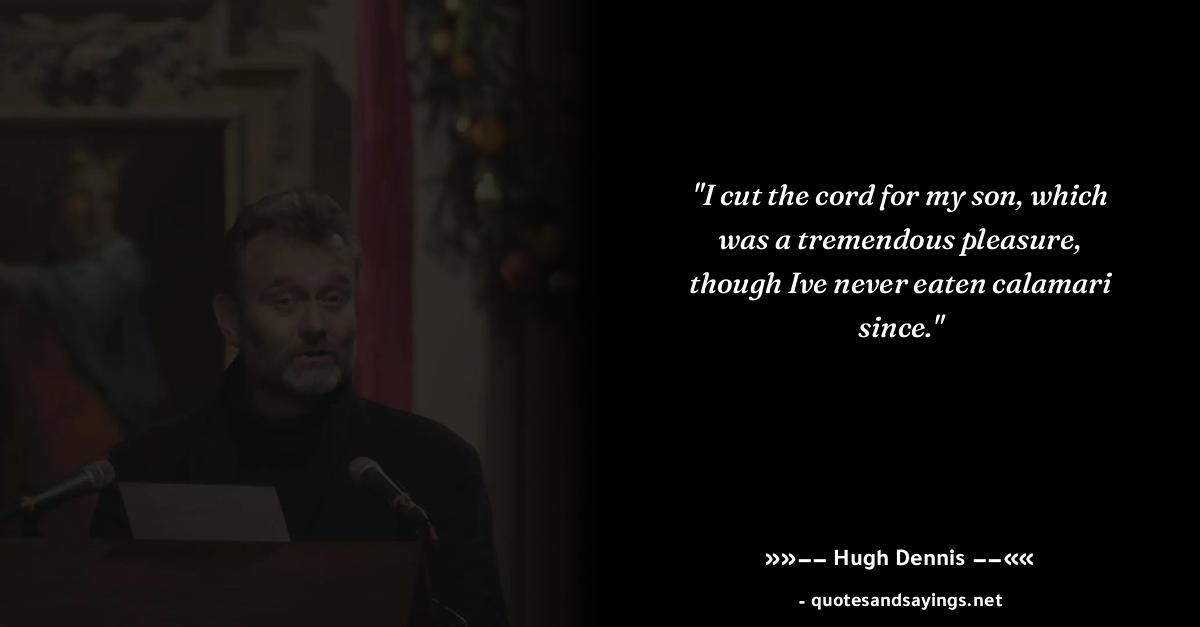 "I cut the cord for my son, which
was a tremendous pleasure,
though Ive never eaten calamari
since."
»»−− Hugh Dennis −−««
- quotesandsayings.net